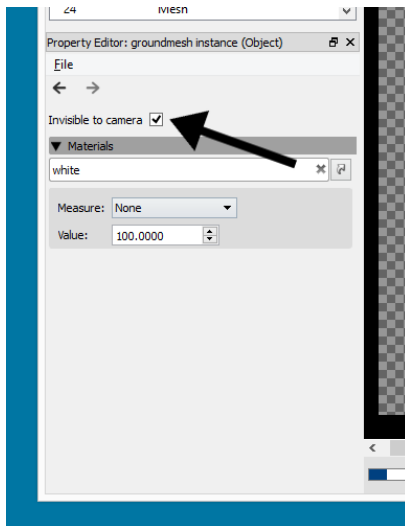 24 Mesh
Property Editor: groundmesh instance (Object)
File
Invisible to camera
Materials
white
Measure: None
Value: 100.0000